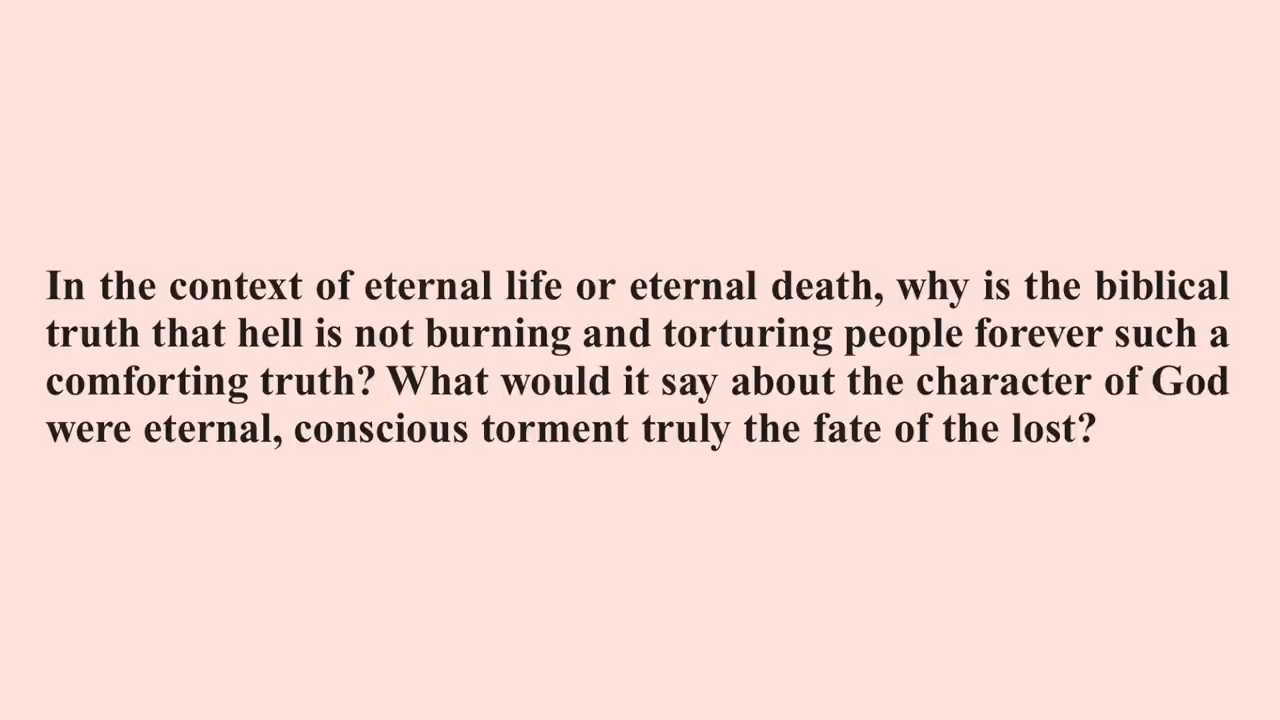 In the context of eternal life or eternal death, why is the biblical
truth that hell is not burning and torturing people forever such a
comforting truth? What would it say about the character of God
were eternal, conscious torment truly the fate of the lost?